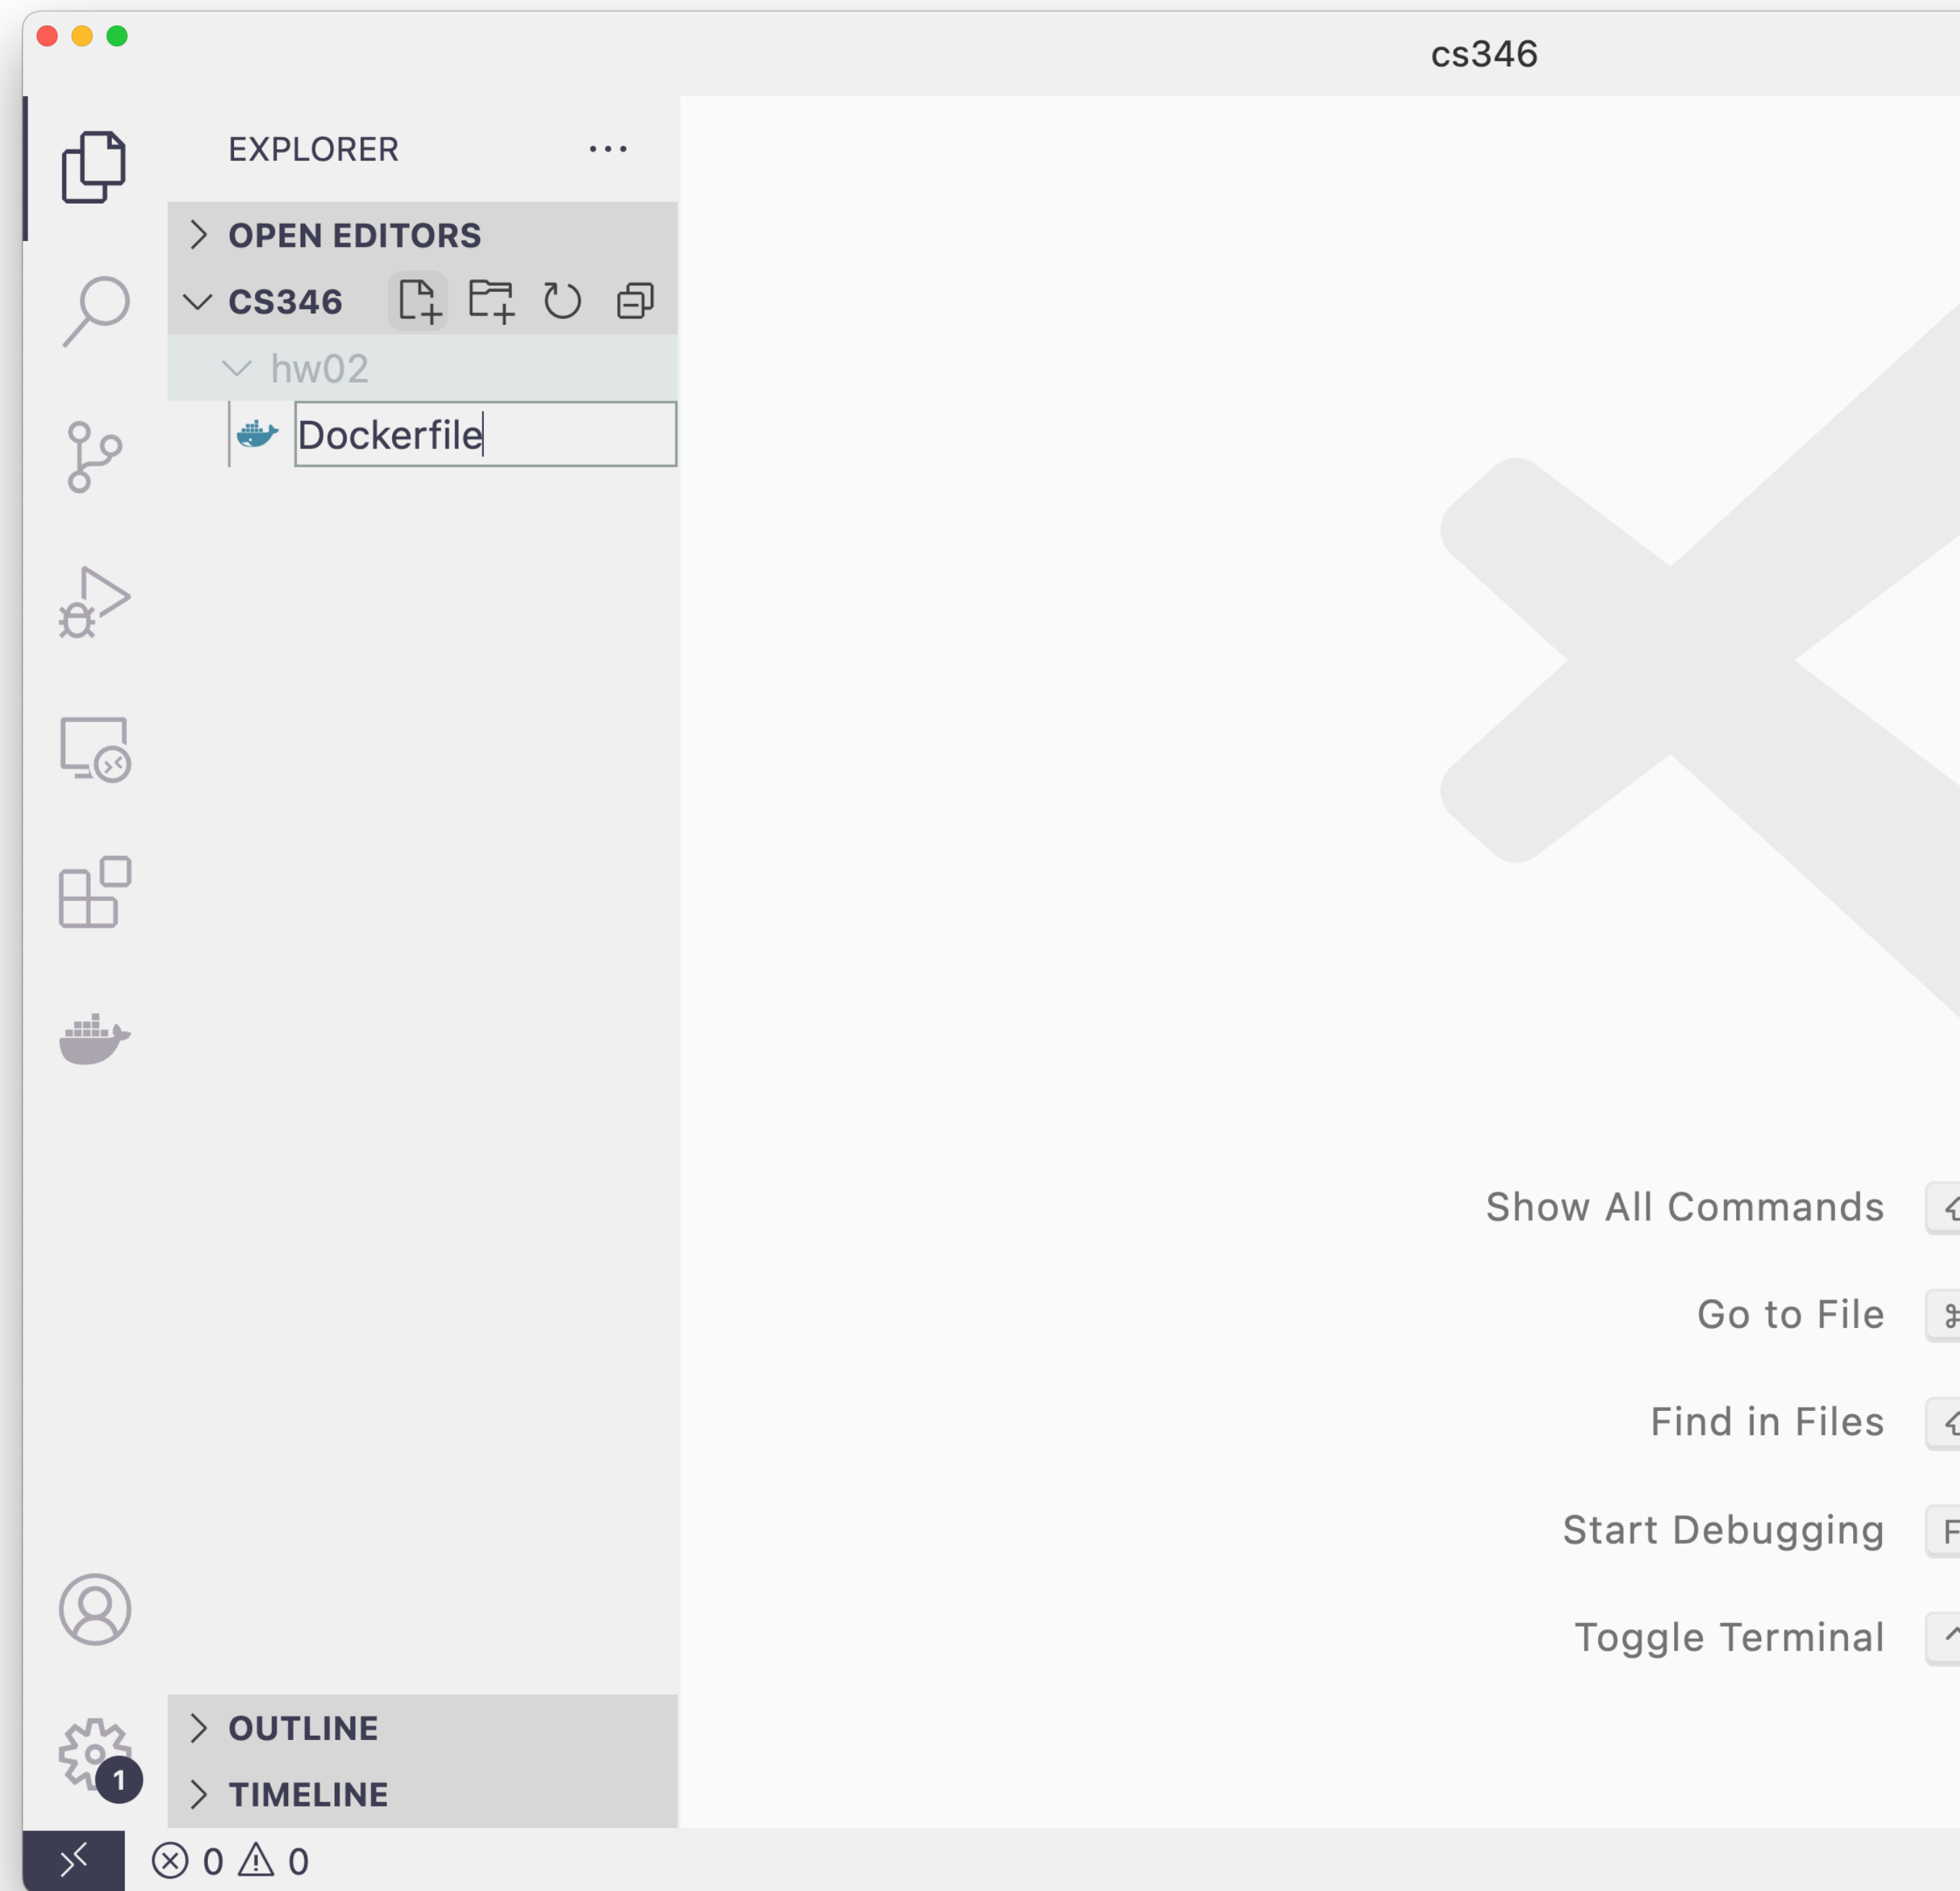 cs346
EXPLORER
OPEN EDITORS
CS346
hw02
Dockerfile
Show All Commands
Go to File
Find in Files
Start Debugging
F
Toggle Terminal
OUTLINE
1
TIMELINE
0 0